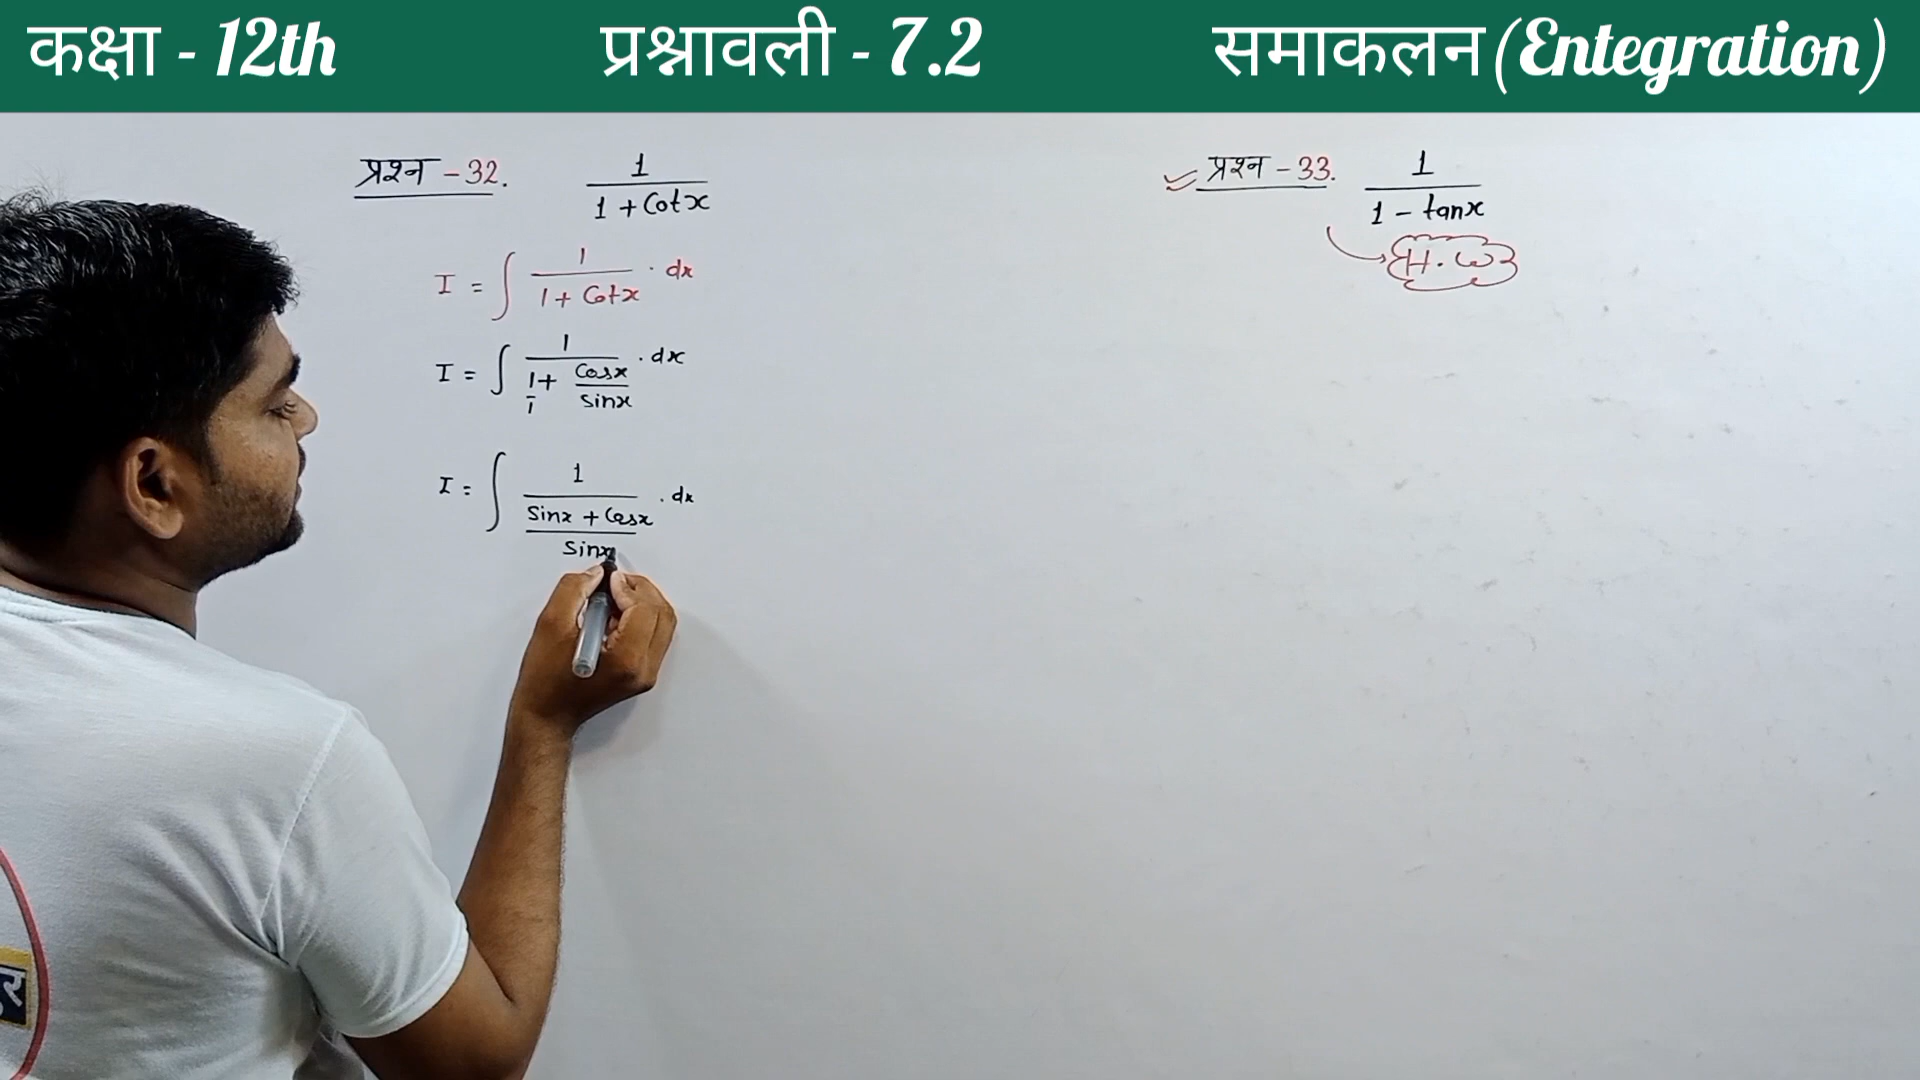 कक्षा - 12th प्रश्नावली - 7.2 समाकलन (Entegration)
प्रश्न - 32. 1 / (1 + Cotx)
I = ∫ 1 / (1 + Cotx) . dx
I = ∫ 1 / (1/1 + Cosx/sinx) . dx
I = ∫ 1 / ((Sinx + Cosx) / Sinx) . dx
प्रश्न - 33. 1 / (1 - tanx)
H.W